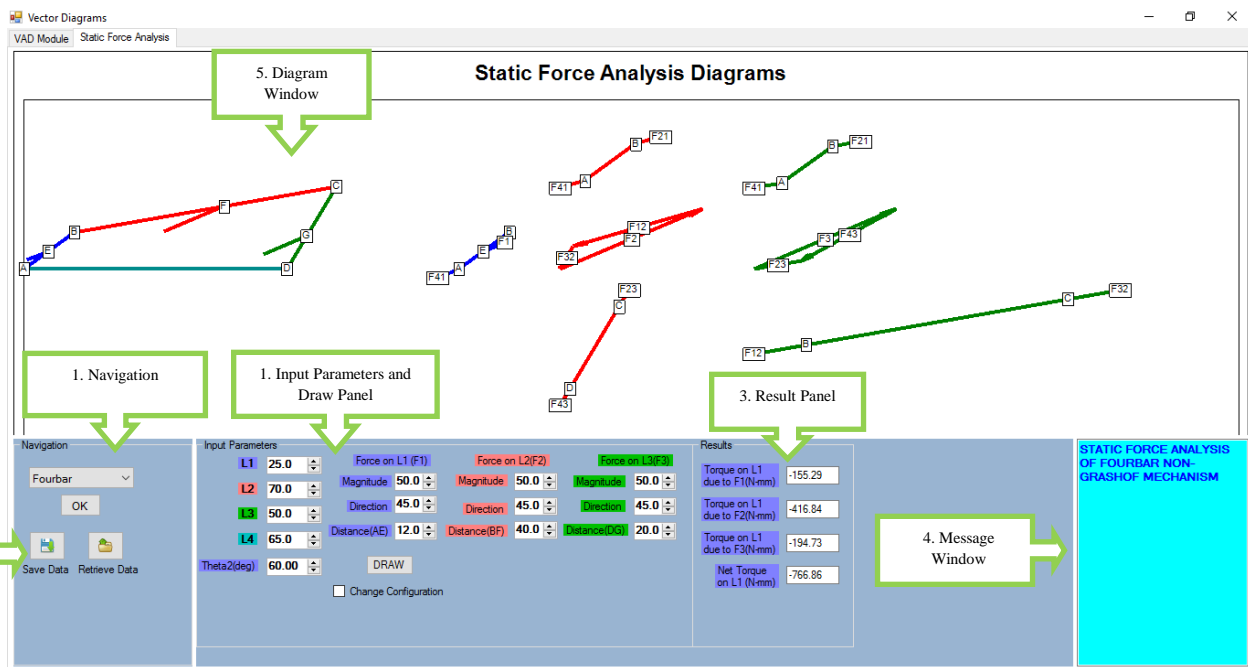 Vector Diagrams
VAD Module
Static Force Analysis
5. Diagram
Window
Static Force Analysis Diagrams
A
E
B
F
C
G
D
F41
A
E
F1
B
F41
A
B
F21
F32
F2
F12
F23
C
D
F43
F41
A
B
F21
F23
F3
F43
F12
B
C
F32
1. Navigation
1. Input Parameters and
Draw Panel
3. Result Panel
Navigation
Fourbar
OK
Save Data
Retrieve Data
Input Parameters
L1 25.0
L2 70.0
L3 50.0
L4 65.0
Theta2(deg) 60.00
Force on L1 (F1)
Magnitude 50.0
Direction 45.0
Distance(AE) 12.0
Force on L2(F2)
Magnitude 50.0
Direction 45.0
Distance(BF) 40.0
Force on L3(F3)
Magnitude 50.0
Direction 45.0
Distance(DG) 20.0
DRAW
Change Configuration
Results
Torque on L1
due to F1(N-mm)
-155.29
Torque on L1
due to F2(N-mm)
-416.84
Torque on L1
due to F3(N-mm)
-194.73
Net Torque
on L1 (N-mm)
-766.86
4. Message
Window
STATIC FORCE ANALYSIS
OF FOURBAR NON-
GRASHOF MECHANISM